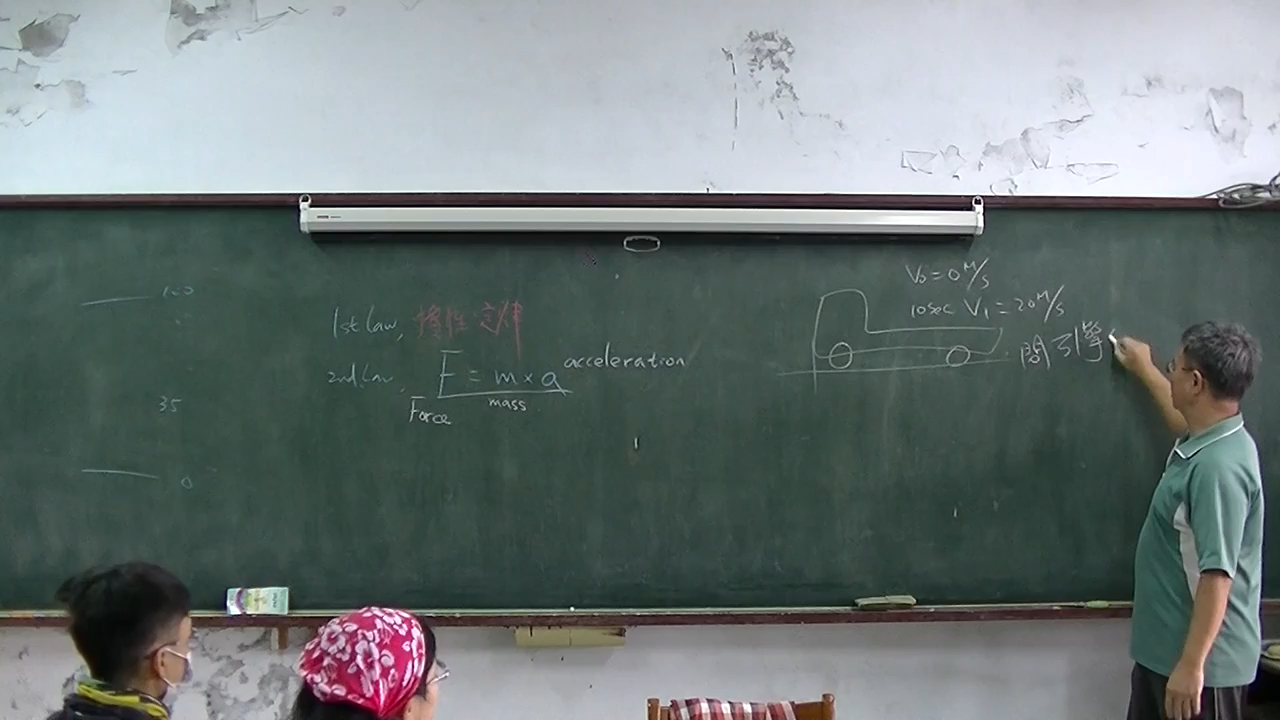 100
35
0
1st Law, 慣性定律
2nd Law, F = m × a acceleration
Force mass
V₀ = 0 M/s
10sec V₁ = 20 M/s
引擎